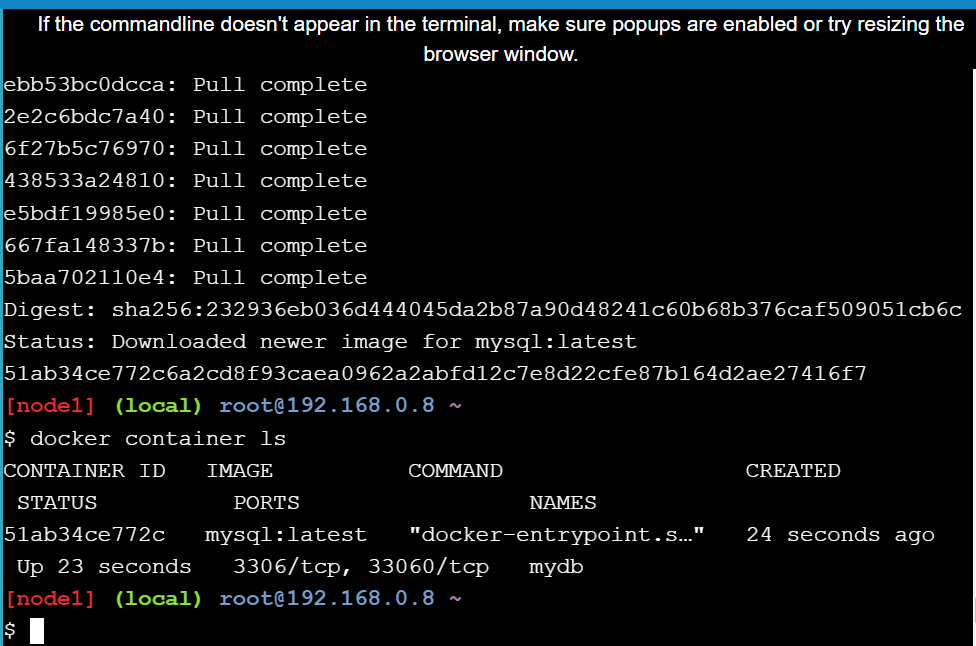 If the commandline doesn't appear in the terminal, make sure popups are enabled or try resizing the
browser window.
ebb53bc0dcca: Pull complete
2e2c6bdc7a40: Pull complete
6f27b5c76970: Pull complete
438533a24810: Pull complete
e5bdf19985e0: Pull complete
667fa148337b: Pull complete
5baa702110e4: Pull complete
Digest: sha256:232936eb036d444045da2b87a90d48241c60b68b376caf509051cb6c
Status: Downloaded newer image for mysql:latest
51ab34ce772c6a2cd8f93caea0962a2abfd12c7e8d22cfe87b164d2ae27416f7
[node1] (local) root@192.168.0.8 ~
$ docker container ls
CONTAINER ID   IMAGE          COMMAND                  CREATED
 STATUS          PORTS                 NAMES
51ab34ce772c   mysql:latest   "docker-entrypoint.s…"   24 seconds ago
 Up 23 seconds   3306/tcp, 33060/tcp   mydb
[node1] (local) root@192.168.0.8 ~
$